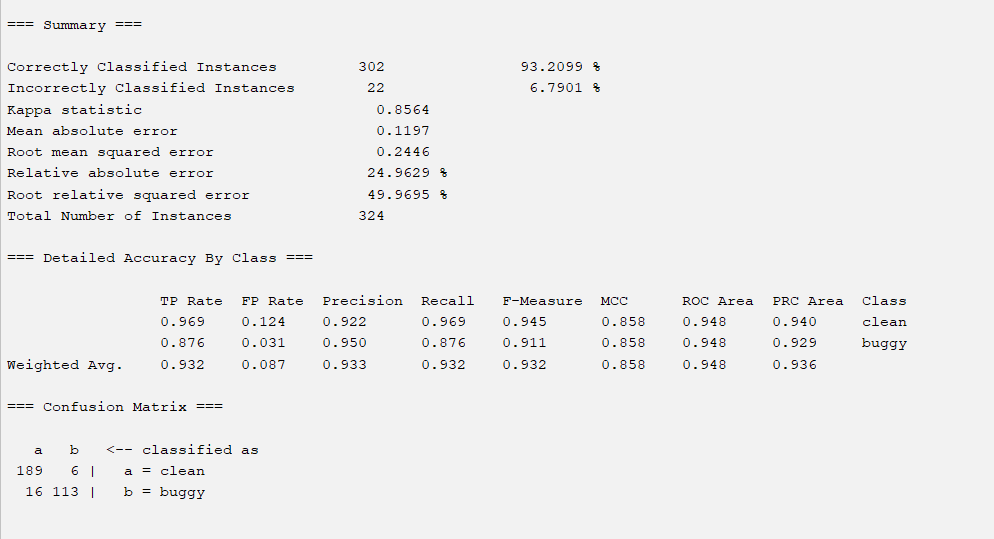 === Summary ===
Correctly Classified Instances 302 93.2099 %
Incorrectly Classified Instances 22 6.7901 %
Kappa statistic 0.8564
Mean absolute error 0.1197
Root mean squared error 0.2446
Relative absolute error 24.9629 %
Root relative squared error 49.9695 %
Total Number of Instances 324
=== Detailed Accuracy By Class ===
TP Rate FP Rate Precision Recall F-Measure MCC ROC Area PRC Area Class
0.969 0.124 0.922 0.969 0.945 0.858 0.948 0.940 clean
0.876 0.031 0.950 0.876 0.911 0.858 0.948 0.929 buggy
Weighted Avg. 0.932 0.087 0.933 0.932 0.932 0.858 0.948 0.936
=== Confusion Matrix ===
a b <-- classified as
189 6 | a = clean
16 113 | b = buggy